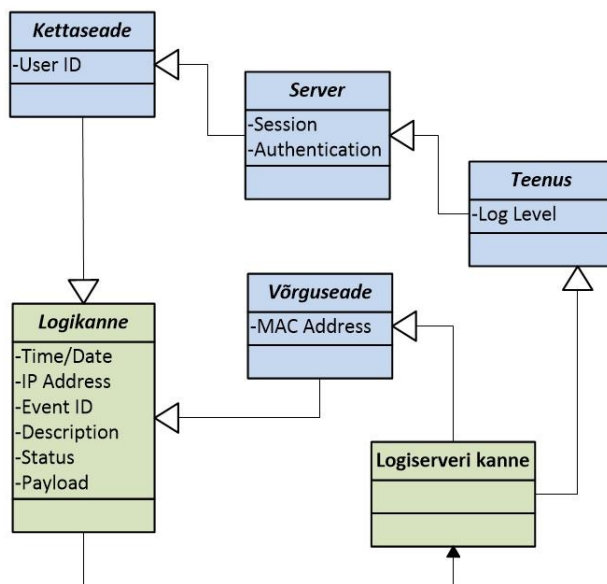 Kettaseade
-User ID
Server
-Session
-Authentication
Teenus
-Log Level
Logikanne
-Time/Date
-IP Address
-Event ID
-Description
-Status
-Payload
Võrguseade
-MAC Address
Logiserveri kanne